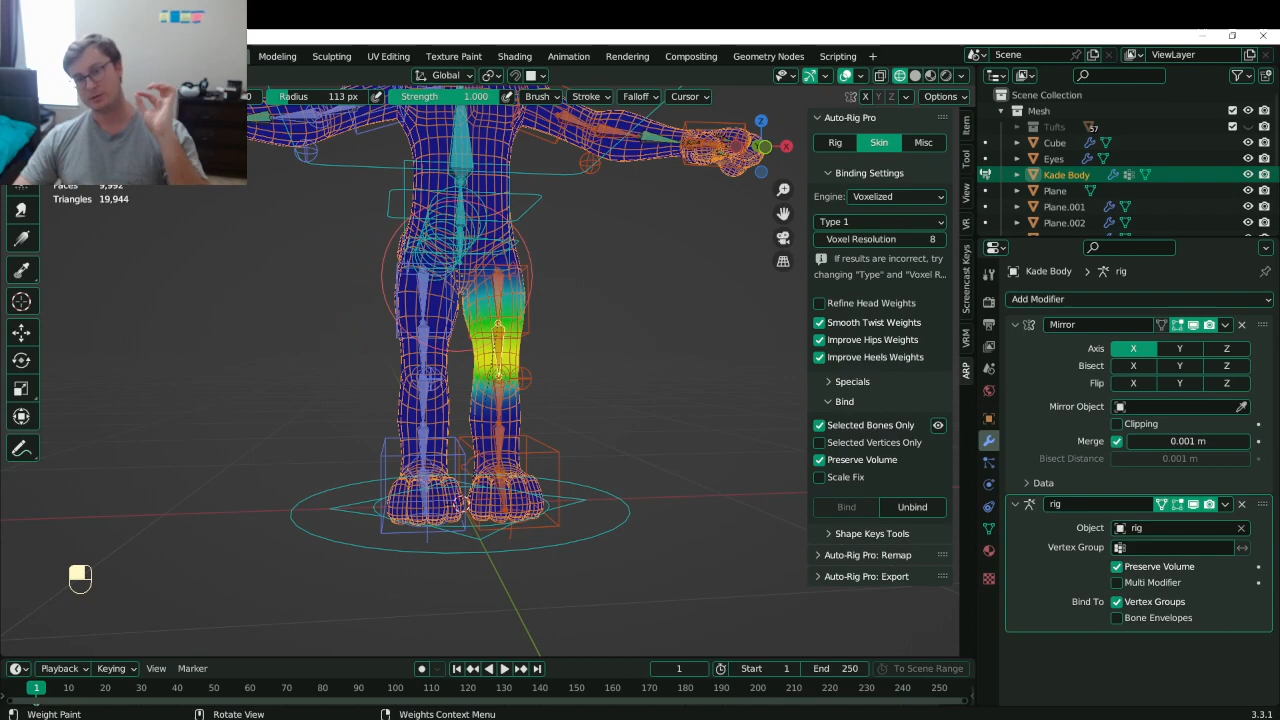 Modeling Sculpting UV Editing Texture Paint Shading Animation Rendering Compositing Geometry Nodes Scripting +
Scene
ViewLayer
Global
0 Radius 113 px
Strength 1.000
Brush
Stroke
Falloff
Cursor
X Y Z
Options
Scene Collection
Mesh
Tufts 57
Cube
Eyes
Kade Body
Plane
Plane.001
Plane.002
Faces 9,992
Triangles 19,944
Z
X
Auto-Rig Pro
Rig Skin Misc
Binding Settings
Engine: Voxelized
Type 1
Voxel Resolution 8
If results are incorrect, try
changing "Type" and "Voxel R...
Refine Head Weights
Smooth Twist Weights
Improve Hips Weights
Improve Heels Weights
Specials
Bind
Selected Bones Only
Selected Vertices Only
Preserve Volume
Scale Fix
Bind Unbind
Shape Keys Tools
Auto-Rig Pro: Remap
Auto-Rig Pro: Export
Item
Tool
View
VR
Screencast Keys
VRM
ARP
Kade Body > rig
Add Modifier
Mirror
Axis X Y Z
Bisect X Y Z
Flip X Y Z
Mirror Object
Clipping
Merge 0.001 m
Bisect Distance 0.001 m
Data
rig
Object rig
Vertex Group
Preserve Volume
Multi Modifier
Bind To Vertex Groups
Bone Envelopes
Playback Keying View Marker
1
Start 1
End 250
To Scene Range
1 10 20 30 40 50 60 70 80 90 100 110 120 130 140 150 160 170 180 190 200 210 220 230 240 250
Weight Paint
Rotate View
Weights Context Menu
3.3.1